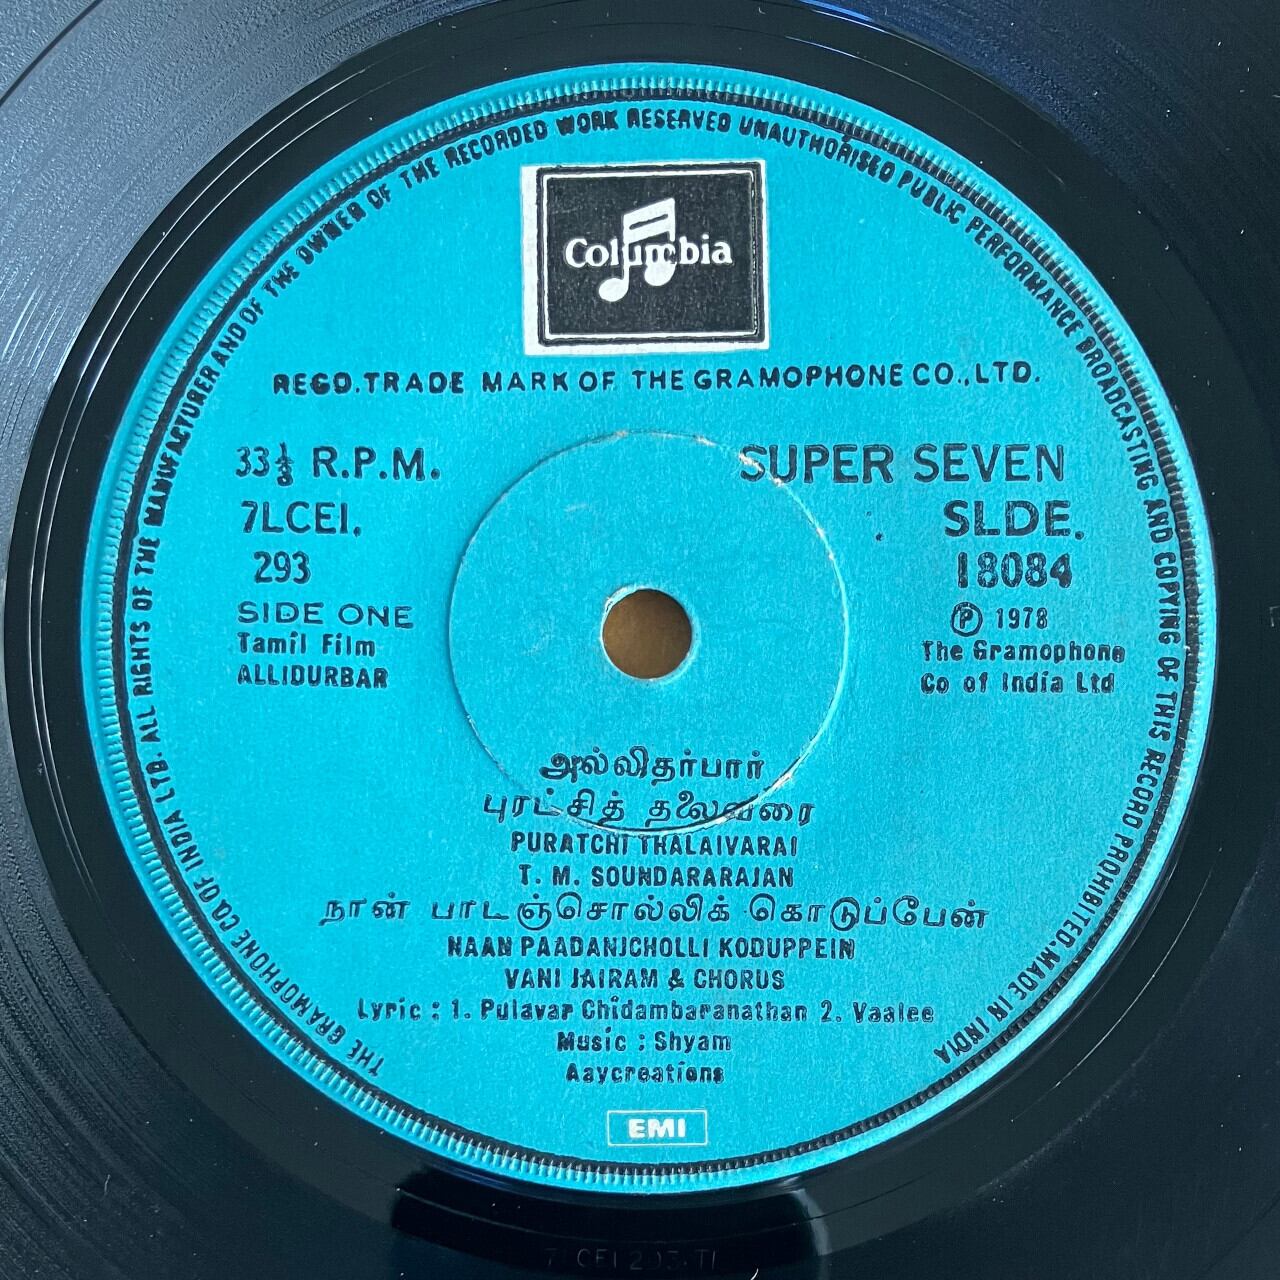 THE GRAMOPHONE CO. OF INDIA LTD. ALL RIGHTS OF THE MANUFACTURER AND OF THE OWNER OF THE RECORDED WORK RESERVED UNAUTHORISED PUBLIC PERFORMANCE BROADCASTING AND COPYING OF THIS RECORD PROHIBITED. MADE IN INDIA
Columbia
REGD. TRADE MARK OF THE GRAMOPHONE CO., LTD.
33⅓ R.P.M.
7LCEI.
293
SIDE ONE
Tamil Film
ALLIDURBAR
SUPER SEVEN
SLDE.
18084
Ⓟ 1978
The Gramophone
Co of India Ltd
அல்லிதர்பார்
புரட்சித் தலைவரை
PURATCHI THALAIVARAI
T. M. SOUNDARARAJAN
நான் பாடஞ்சொல்லிக் கொடுப்பேன்
NAAN PAADANJCHOLLI KODUPPEIN
VANI JAIRAM & CHORUS
Lyric : 1. Pulavar Chidambaranathan 2. Vaalee
Music : Shyam
Aaycreations
EMI